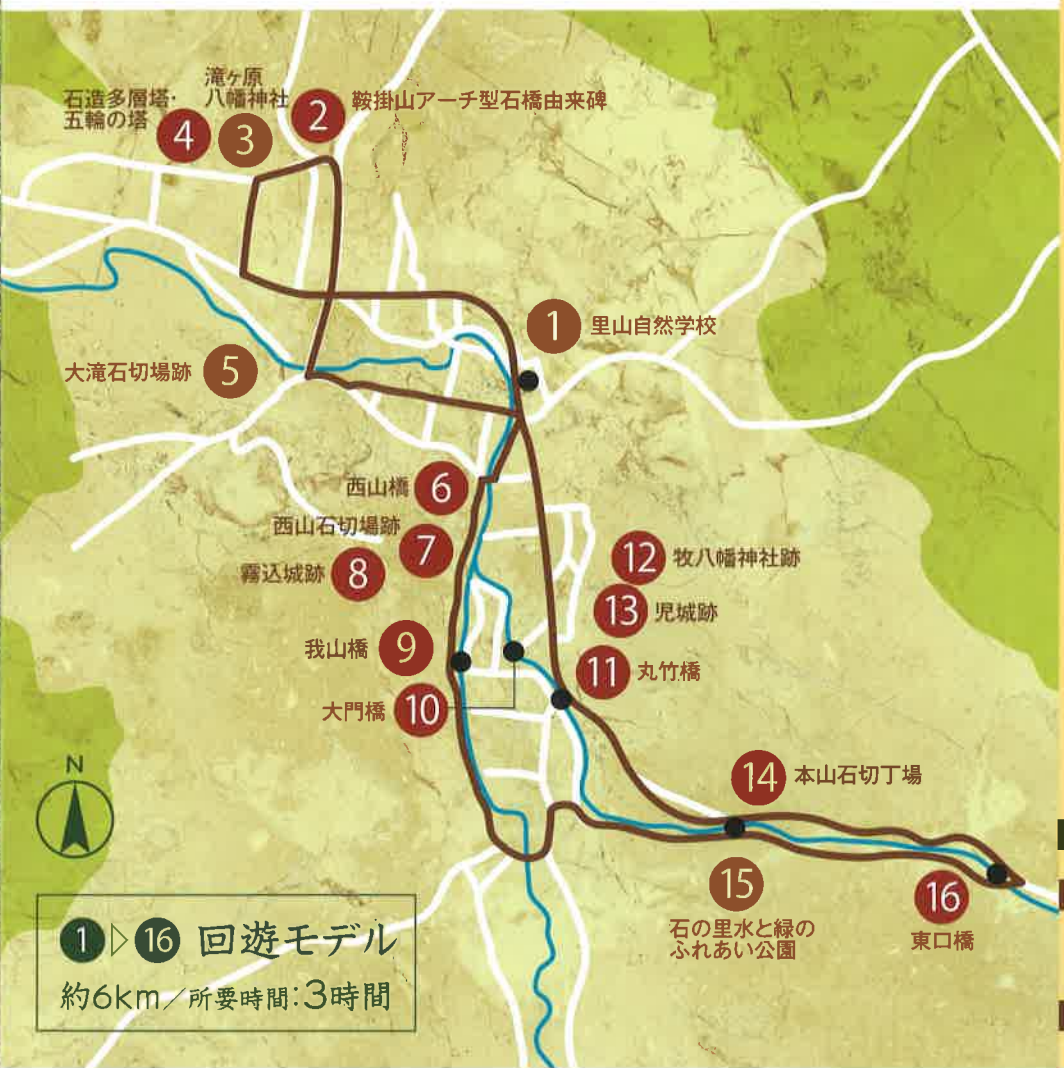 滝ヶ原
八幡神社
石造多層塔・
五輪の塔
4
3
2
鞍掛山アーチ型石橋由来碑
1
里山自然学校
大滝石切場跡
5
西山橋
6
西山石切場跡
7
霧込城跡
8
12
牧八幡神社跡
13
児城跡
我山橋
9
11
丸竹橋
大門橋
10
N
14
本山石切丁場
15
石の里水と緑の
ふれあい公園
16
東口橋
1▷16 回遊モデル
約6km/所要時間:3時間